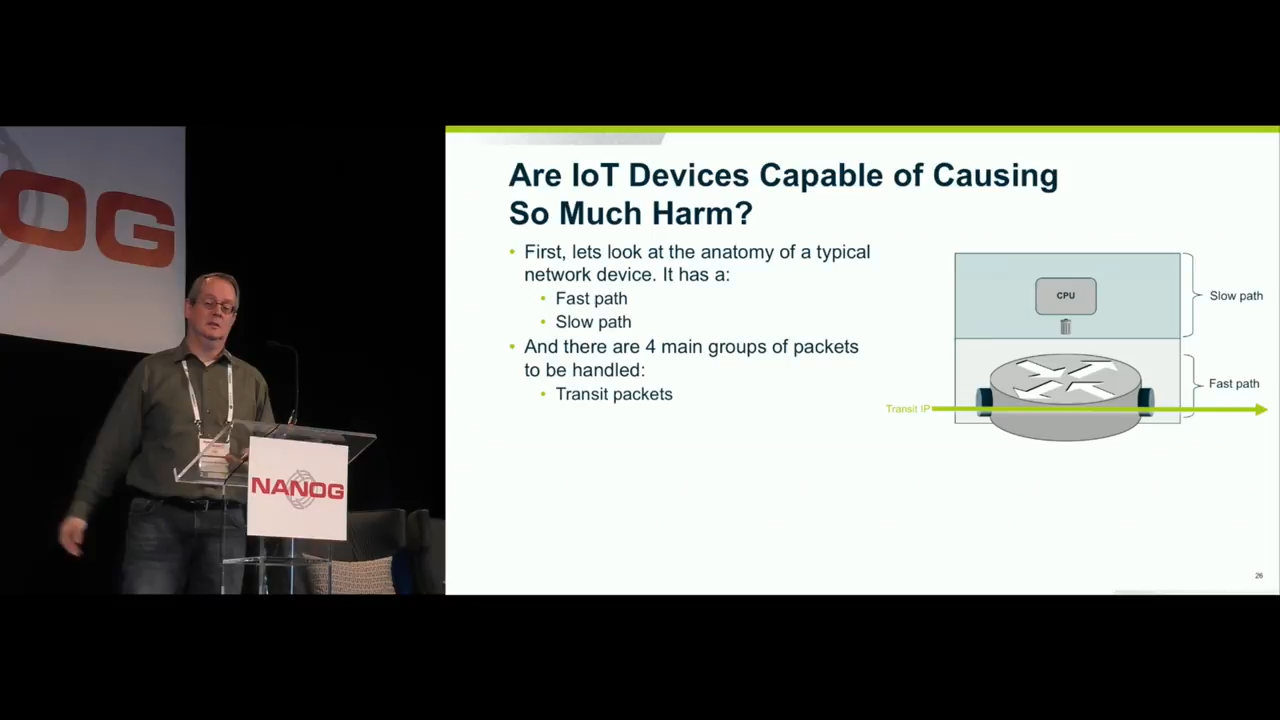 OG
NANOG
Are IoT Devices Capable of Causing
So Much Harm?
First, lets look at the anatomy of a typical
network device. It has a:
Fast path
Slow path
And there are 4 main groups of packets
to be handled:
Transit packets
CPU
Slow path
Fast path
Transit IP
26